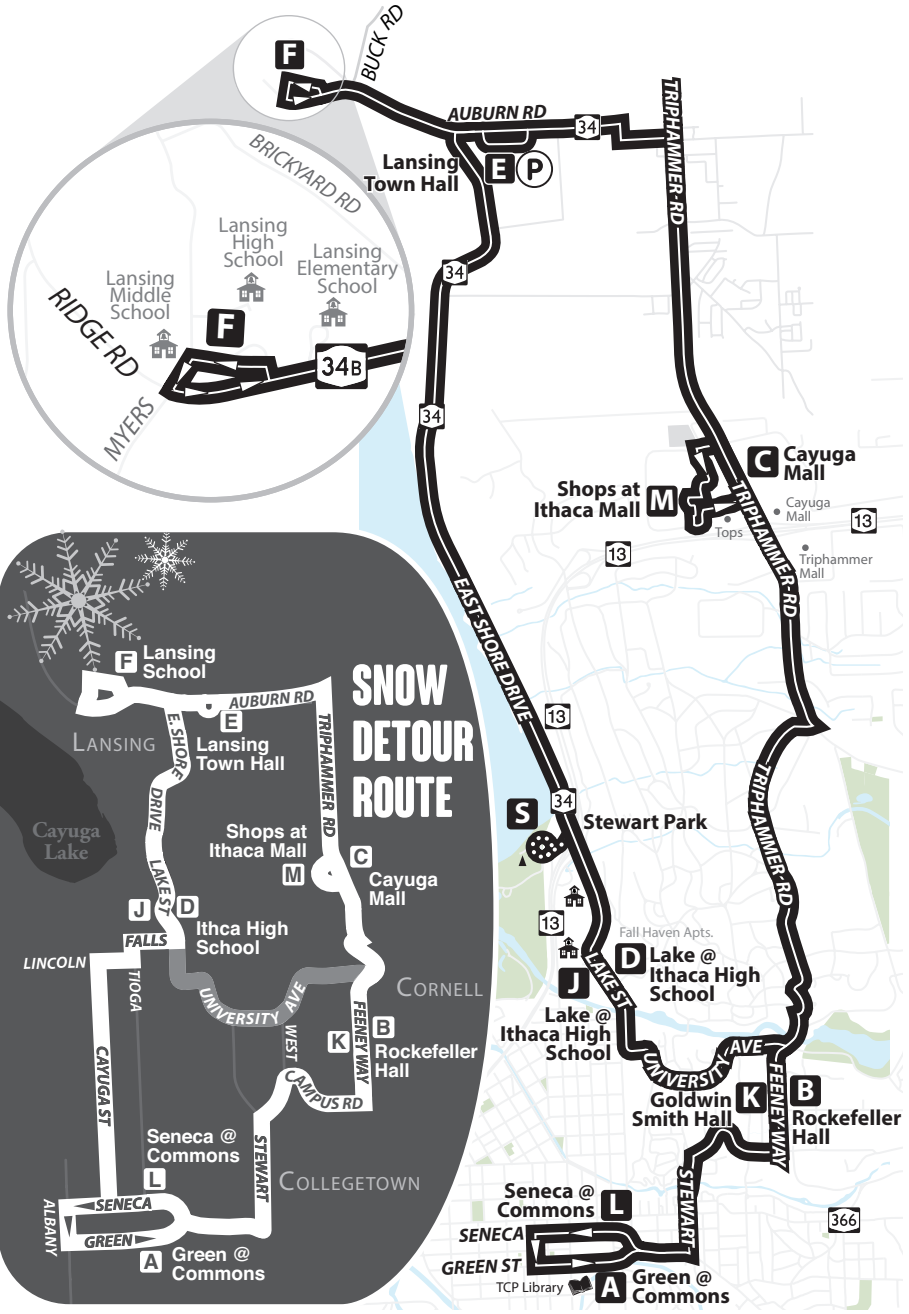 F
BUCK RD
AUBURN RD
34
TRIPHAMMER RD
Lansing
Town Hall
E
P
BRICKYARD RD
Lansing
High
School
Lansing
Elementary
School
Lansing
Middle
School
RIDGE RD
F
34B
MYERS
34
34
C
Cayuga
Mall
Shops at
Ithaca Mall
M
Cayuga
Mall
Tops
13
13
Triphammer
Mall
TRIPHAMMER RD
EAST SHORE DRIVE
13
34
S
Stewart Park
TRIPHAMMER RD
13
Fall Haven Apts.
D
Lake @
Ithaca High
School
J
LAKE ST
Lake @
Ithaca High
School
UNIVERSITY AVE
Goldwin
Smith Hall
K
B
Rockefeller
Hall
FEENEY WAY
STEWART
Seneca @
Commons
L
SENECA
GREEN ST
TCP Library
A
Green @
Commons
366
SNOW
DETOUR
ROUTE
F
Lansing
School
AUBURN RD
E
LANSING
E. SHORE DRIVE
Lansing
Town Hall
TRIPHAMMER RD
Cayuga
Lake
Shops at
Ithaca Mall
M
C
Cayuga
Mall
LAKE ST
J
D
Ithca High
School
FALLS
LINCOLN
TIOGA
UNIVERSITY AVE
CORNELL
WEST
K
B
Rockefeller
Hall
FEENEY WAY
CAMPUS RD
CAYUGA ST
Seneca @
Commons
L
STEWART
COLLEGETOWN
SENECA
ALBANY
GREEN
A
Green @
Commons